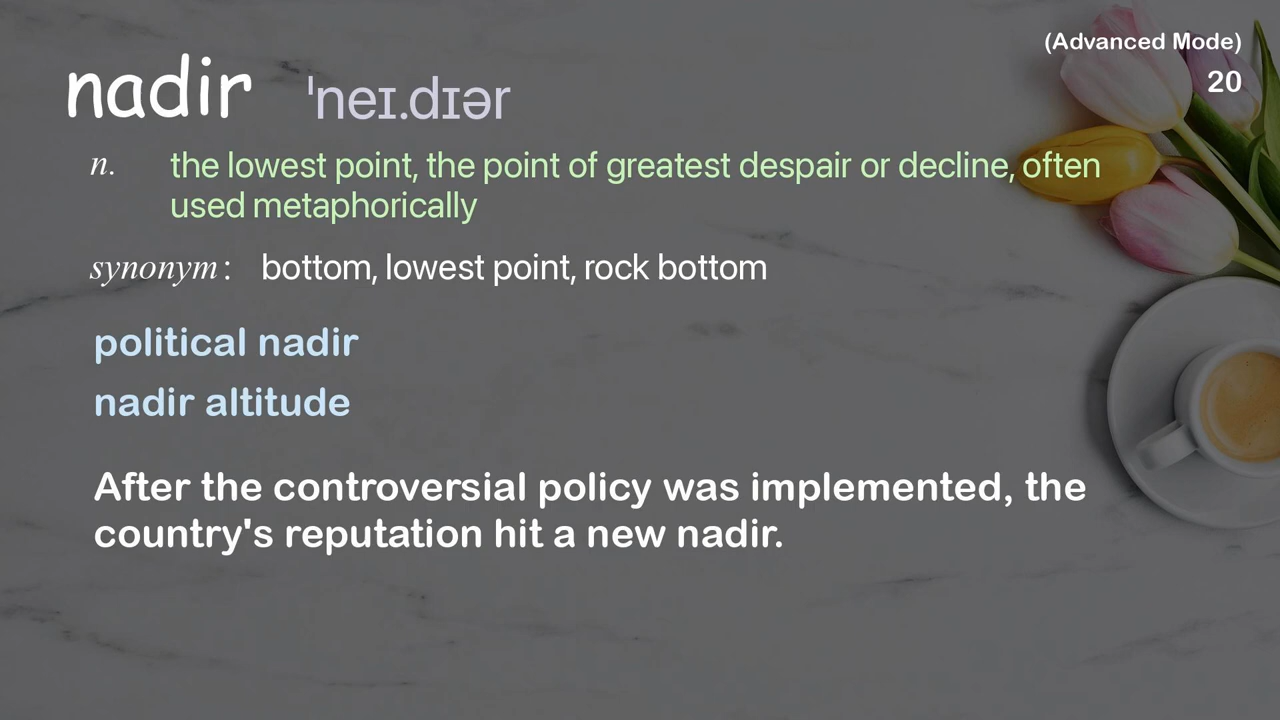 (Advanced Mode)
20
nadir ˈneɪ.dɪər
n. the lowest point, the point of greatest despair or decline, often
used metaphorically
synonym: bottom, lowest point, rock bottom
political nadir
nadir altitude
After the controversial policy was implemented, the
country's reputation hit a new nadir.